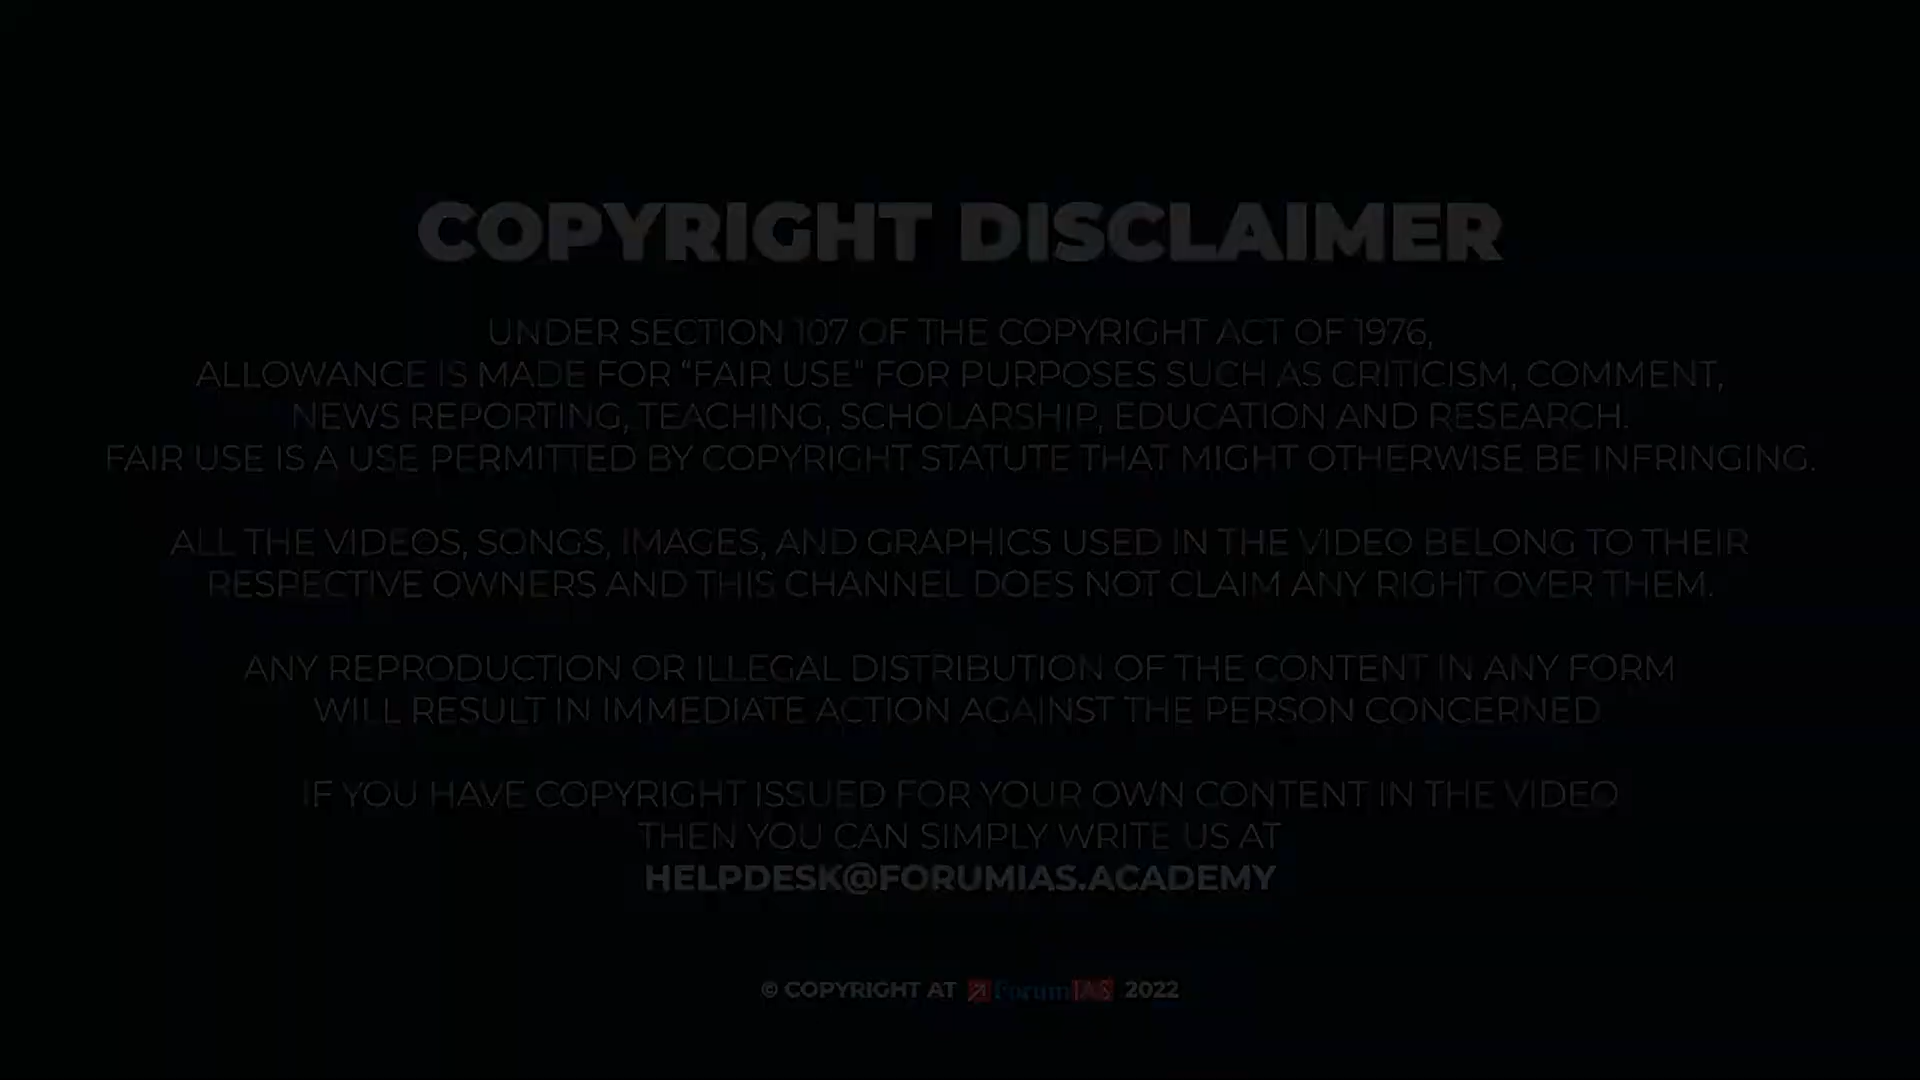 COPYRIGHT DISCLAIMER
UNDER SECTION 107 OF THE COPYRIGHT ACT OF 1976,
ALLOWANCE IS MADE FOR “FAIR USE" FOR PURPOSES SUCH AS CRITICISM, COMMENT,
NEWS REPORTING, TEACHING, SCHOLARSHIP, EDUCATION AND RESEARCH.
FAIR USE IS A USE PERMITTED BY COPYRIGHT STATUTE THAT MIGHT OTHERWISE BE INFRINGING.
ALL THE VIDEOS, SONGS, IMAGES, AND GRAPHICS USED IN THE VIDEO BELONG TO THEIR
RESPECTIVE OWNERS AND THIS CHANNEL DOES NOT CLAIM ANY RIGHT OVER THEM.
ANY REPRODUCTION OR ILLEGAL DISTRIBUTION OF THE CONTENT IN ANY FORM
WILL RESULT IN IMMEDIATE ACTION AGAINST THE PERSON CONCERNED
IF YOU HAVE COPYRIGHT ISSUED FOR YOUR OWN CONTENT IN THE VIDEO
THEN YOU CAN SIMPLY WRITE US AT
HELPDESK@FORUMIAS.ACADEMY
© COPYRIGHT AT ForumIAS 2022